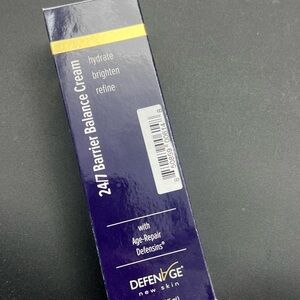 24/7 Barrier Balance Cream
hydrate
brighten
refine
with
Age-Repair
Defensins®
DEFENAGE
new skin